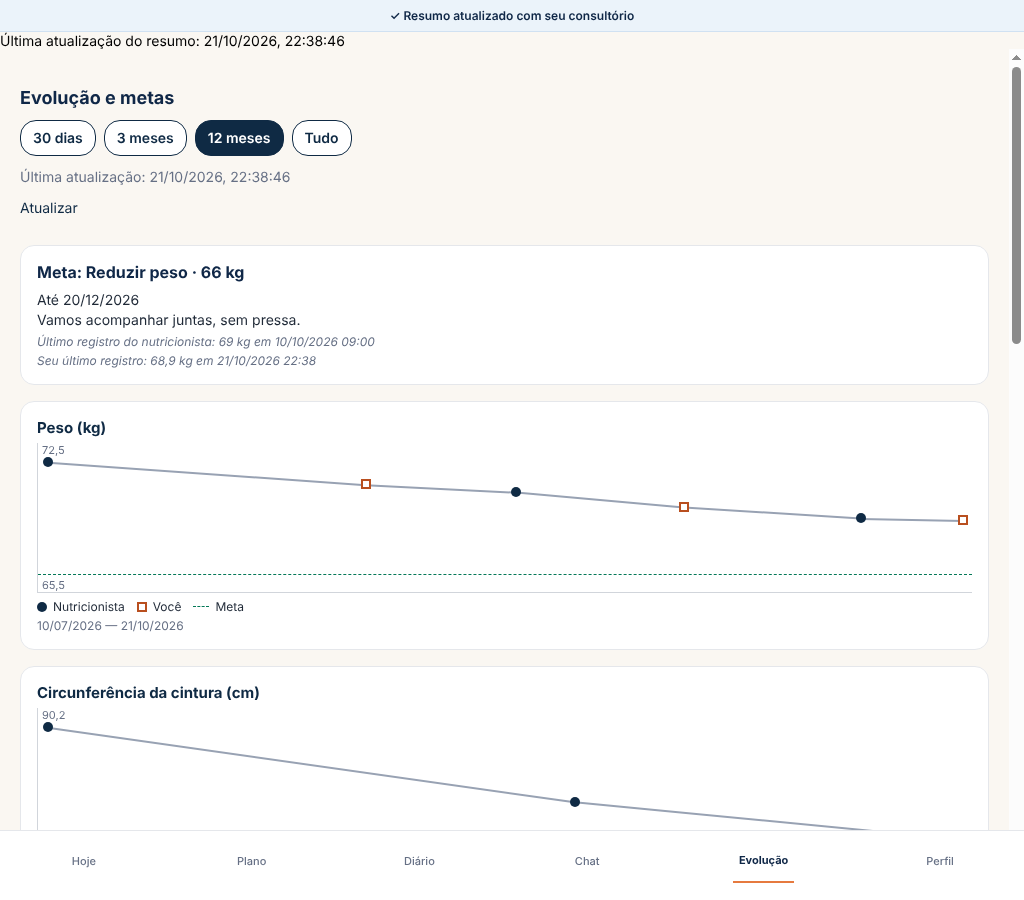 ✓ Resumo atualizado com seu consultório
Última atualização do resumo: 21/10/2026, 22:38:46
Evolução e metas
30 dias
3 meses
12 meses
Tudo
Última atualização: 21/10/2026, 22:38:46
Atualizar
Meta: Reduzir peso · 66 kg
Até 20/12/2026
Vamos acompanhar juntas, sem pressa.
Último registro do nutricionista: 69 kg em 10/10/2026 09:00
Seu último registro: 68,9 kg em 21/10/2026 22:38
Peso (kg)
72,5
65,5
Nutricionista
Você
Meta
10/07/2026 — 21/10/2026
Circunferência da cintura (cm)
90,2
Hoje
Plano
Diário
Chat
Evolução
Perfil